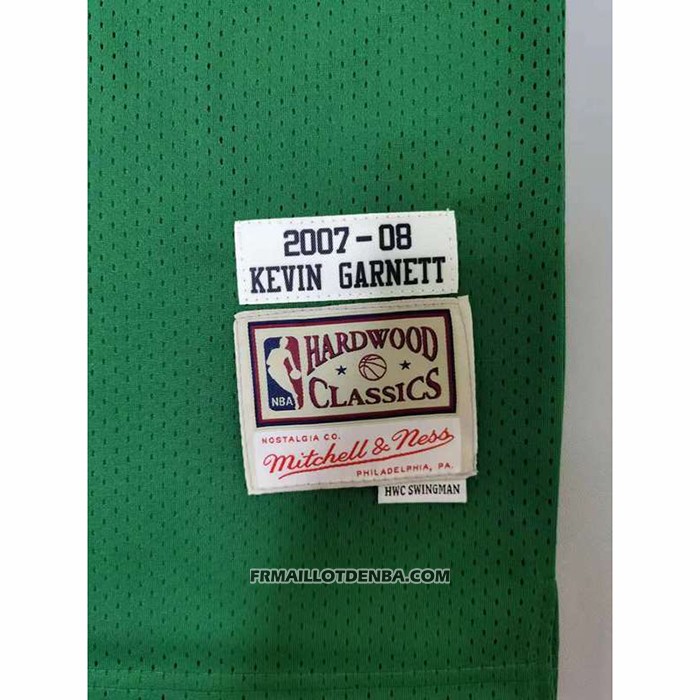 2007-08
KEVIN GARNETT
HARDWOOD
CLASSICS
NBA
NOSTALGIA CO.
Mitchell & Ness
PHILADELPHIA, PA.
HWC SWINGMAN
FRMAILLOTDENBA.COM